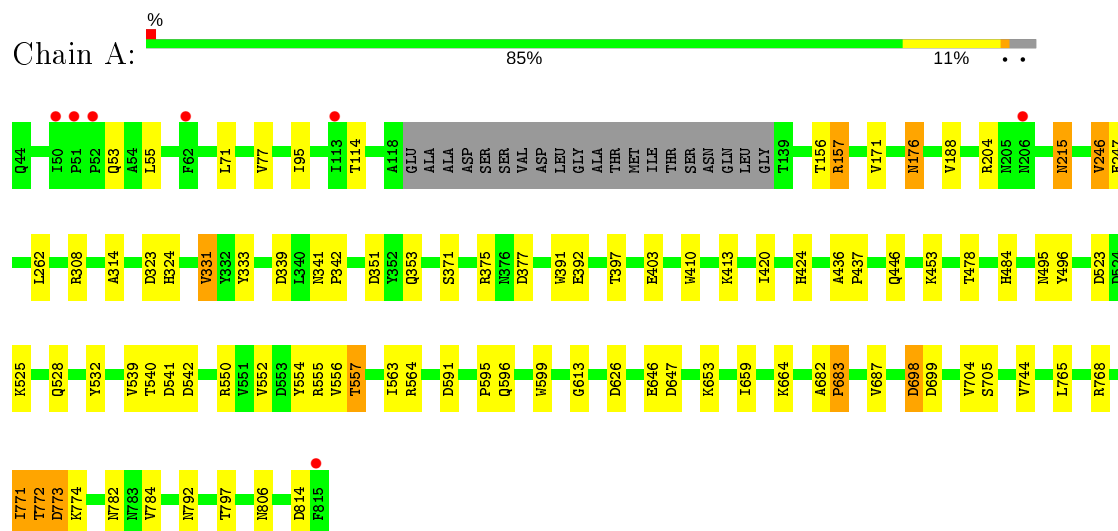 %
Chain A:
85% 11% • •
Q44 I50 P51 P52 Q53 A54 L55 F62 L71 V77 I95 I113 T114 A118 GLU ALA ALA ASP SER SER VAL ASP LEU GLY ALA THR MET ILE THR SER ASN GLN LEU GLY T139 T156 R157 V171 N176 V188 R204 N205 N206 N215 V246
L262 R308 A314 D323 H324 V331 Y332 Y333 D339 L340 N341 P342 D351 Y352 Q353 S371 R375 N376 D377 W391 E392 T397 E403 W410 K413 I420 H424 A436 P437 Q446 K453 T478 H484 N495 Y496 D523
K525 Q528 Y532 V539 T540 D541 D542 R550 V551 V552 D553 Y554 R555 V556 T557 I563 R564 D591 P595 Q596 W599 G613 D626 E646 D647 K653 I659 K664 A682 P683 V687 D698 D699 V704 S705 V744 L765 R768
I771 T772 D773 K774 N782 N783 V784 N792 T797 N806 D814 F815